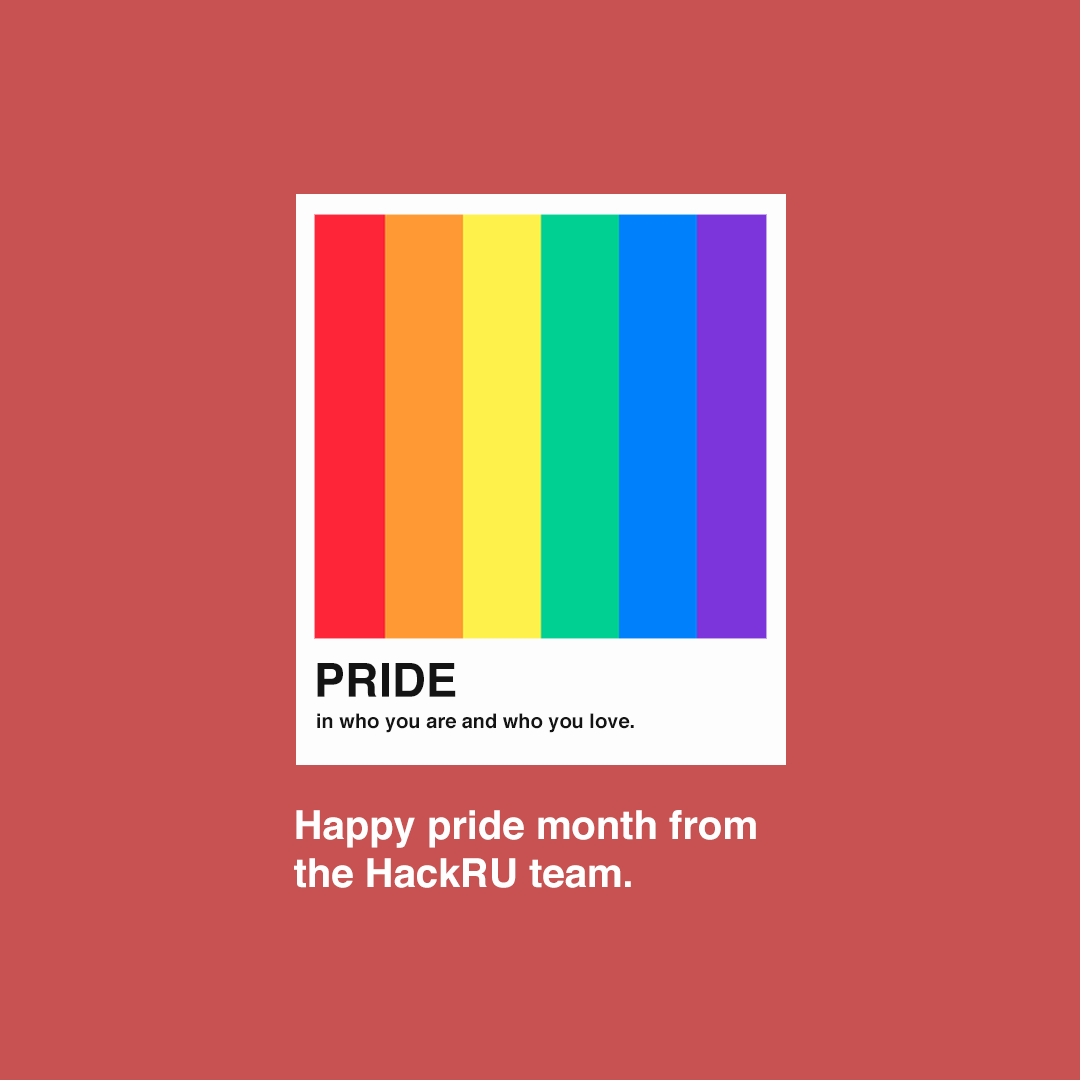 PRIDE
in who you are and who you love.
Happy pride month from
the HackRU team.